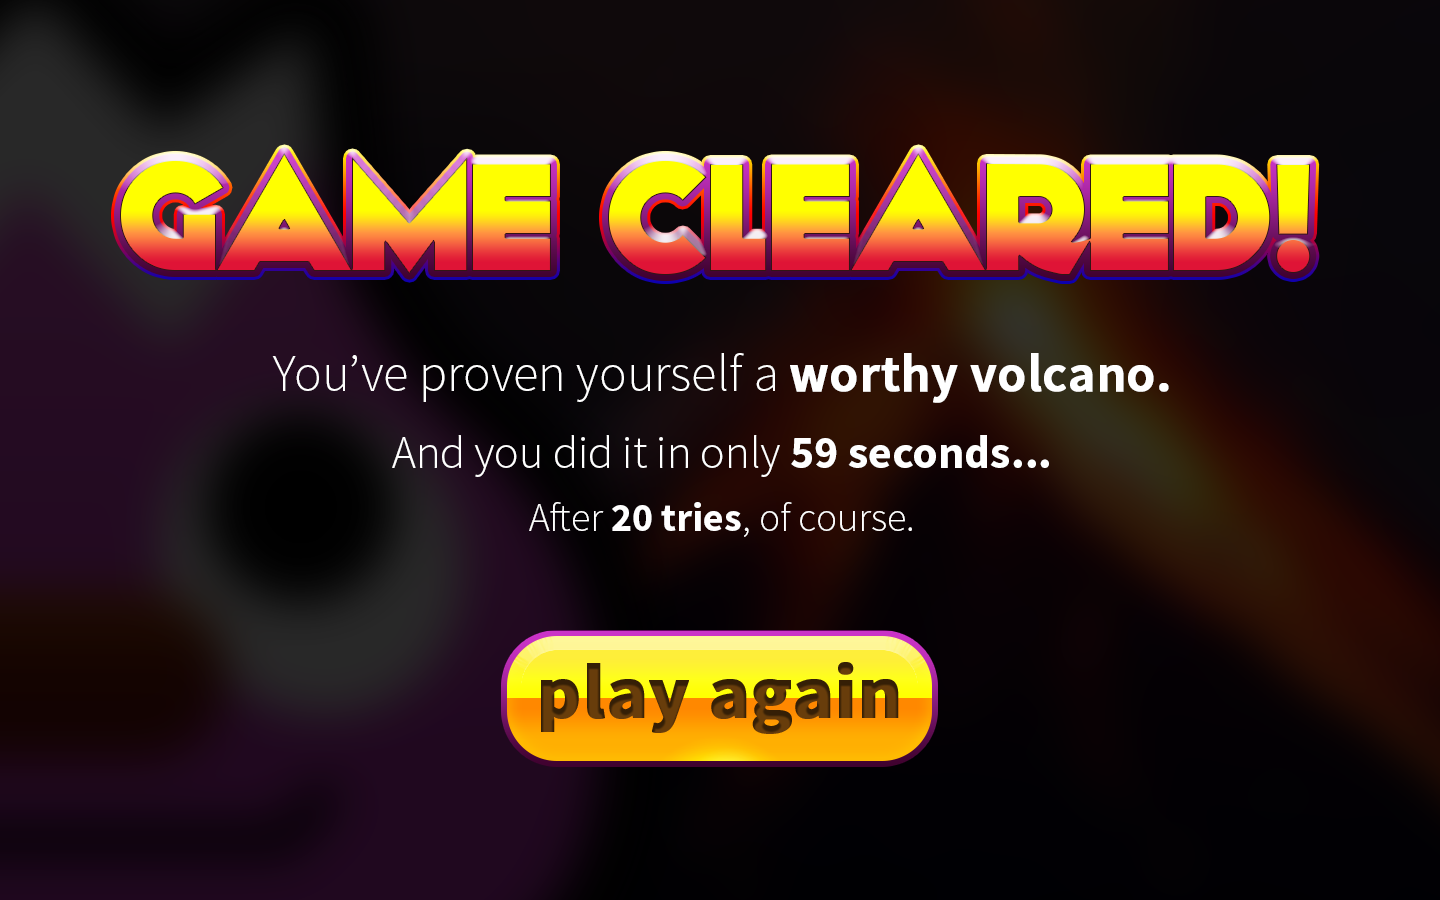 GAME CLEARED!
You’ve proven yourself a worthy volcano.
And you did it in only 59 seconds...
After 20 tries, of course.
play again